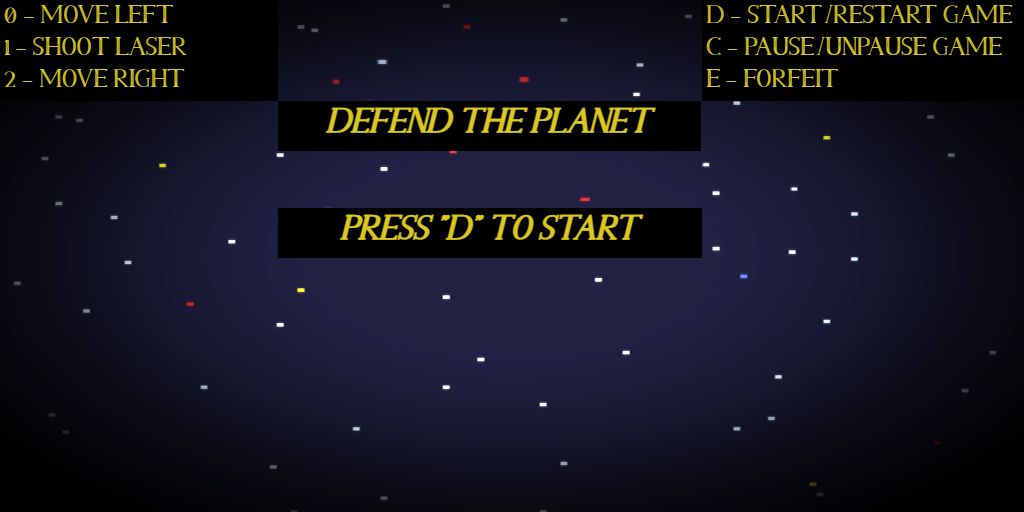 0 - MOVE LEFT
1 - SHOOT LASER
2 - MOVE RIGHT
D - START/RESTART GAME
C - PAUSE/UNPAUSE GAME
E - FORFEIT
DEFEND THE PLANET
PRESS "D" TO START